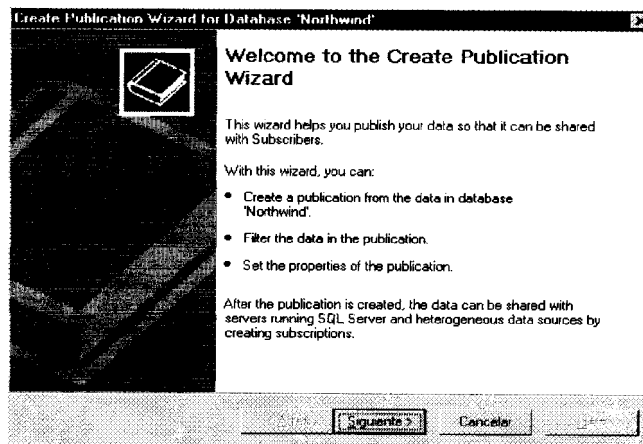 Create Publication Wizard for Database 'Northwind'
Welcome to the Create Publication
Wizard
This wizard helps you publish your data so that it can be shared
with Subscribers.
With this wizard, you can:
• Create a publication from the data in database
'Northwind'.
• Filter the data in the publication.
• Set the properties of the publication.
After the publication is created, the data can be shared with
servers running SQL Server and heterogeneous data sources by
creating subscriptions.
Siguiente > Cancelar